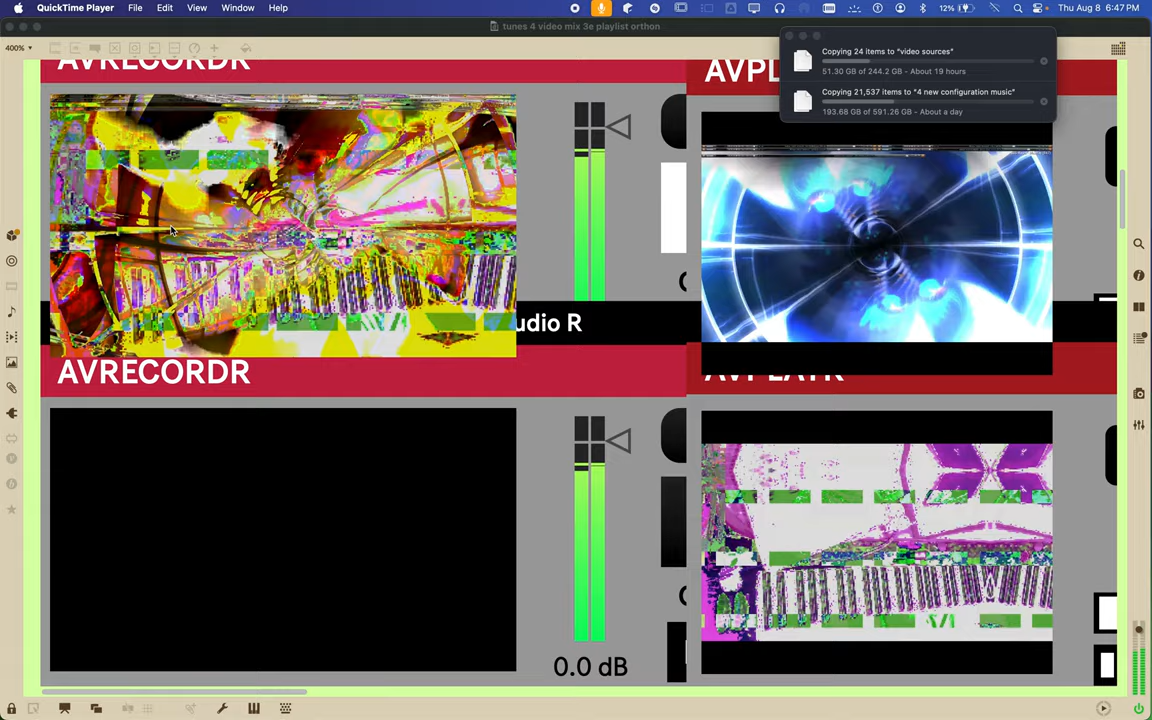 QuickTime Player File Edit View Window Help 12% Thu Aug 8 6:47 PM
tunes 4 video mix 3e playlist orthon
400%
Copying 24 items to "video sources"
51.30 GB of 244.2 GB - About 19 hours
Copying 21,537 items to "4 new configuration music"
193.68 GB of 591.26 GB - About a day
AVRECORDR
udio R
AVRECORDR
AVPLAYR
0.0 dB